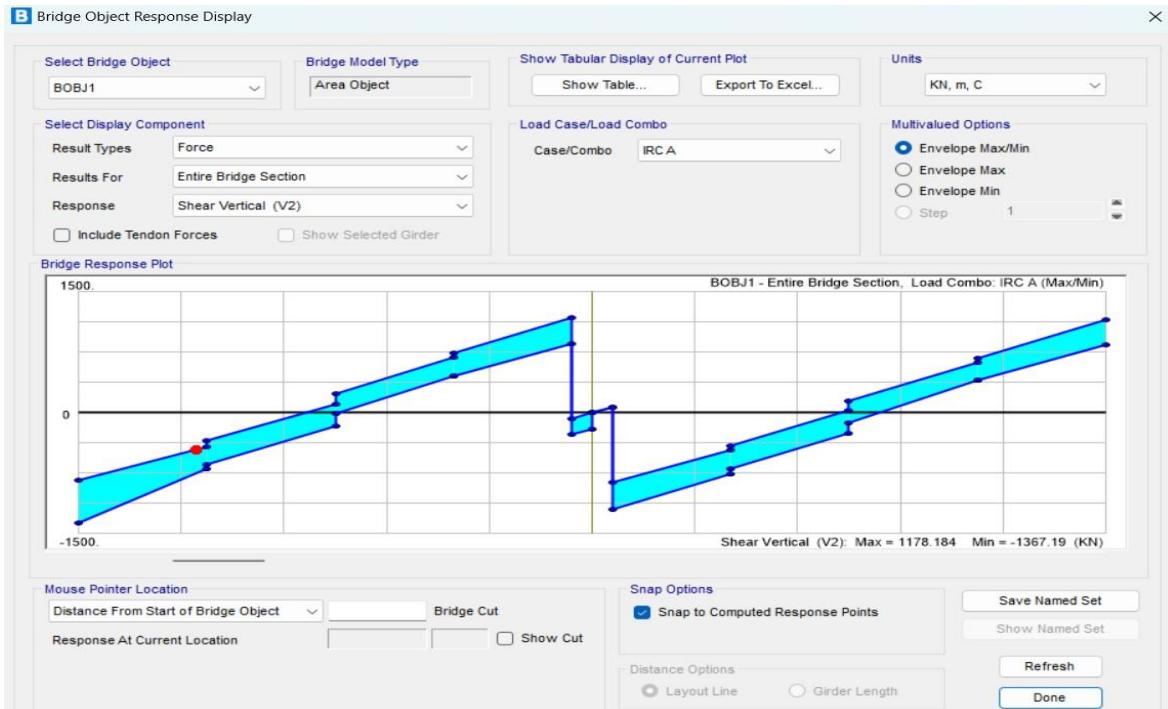 B Bridge Object Response Display
Select Bridge Object
BOBJ1
Bridge Model Type
Area Object
Show Tabular Display of Current Plot
Show Table...
Export To Excel...
Units
KN, m, C
Select Display Component
Result Types
Force
Results For
Entire Bridge Section
Response
Shear Vertical (V2)
Include Tendon Forces
Show Selected Girder
Load Case/Load Combo
Case/Combo
IRC A
Multivalued Options
Envelope Max/Min
Envelope Max
Envelope Min
Step
1
Bridge Response Plot
1500.
BOBJ1 - Entire Bridge Section, Load Combo: IRC A (Max/Min)
0
-1500.
Shear Vertical (V2): Max = 1178.184 Min = -1367.19 (KN)
Mouse Pointer Location
Distance From Start of Bridge Object
Bridge Cut
Response At Current Location
Show Cut
Snap Options
Snap to Computed Response Points
Distance Options
Layout Line
Girder Length
Save Named Set
Show Named Set
Refresh
Done